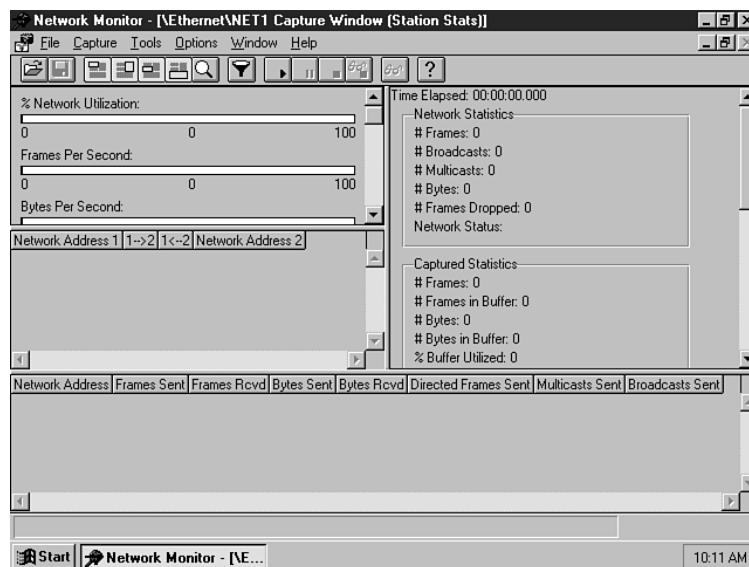 Network Monitor - [\Ethernet\NET1 Capture Window (Station Stats)]
File Capture Tools Options Window Help
% Network Utilization:
0 0 100
Frames Per Second:
0 0 100
Bytes Per Second:
Time Elapsed: 00:00:00.000
Network Statistics
# Frames: 0
# Broadcasts: 0
# Multicasts: 0
# Bytes: 0
# Frames Dropped: 0
Network Status:
Network Address 1 1-->2 1<--2 Network Address 2
Captured Statistics
# Frames: 0
# Frames in Buffer: 0
# Bytes: 0
# Bytes in Buffer: 0
% Buffer Utilized: 0
Network Address Frames Sent Frames Rcvd Bytes Sent Bytes Rcvd Directed Frames Sent Multicasts Sent Broadcasts Sent
Start Network Monitor - [\E... 10:11 AM